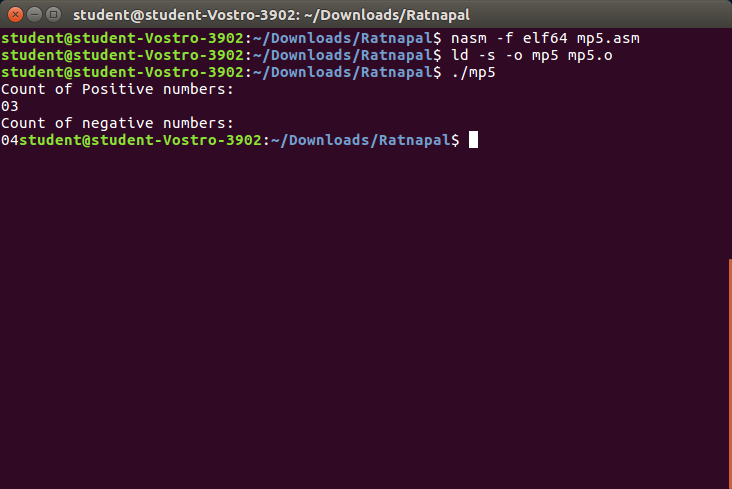 student@student-Vostro-3902: ~/Downloads/Ratnapal
student@student-Vostro-3902:~/Downloads/Ratnapal$ nasm -f elf64 mp5.asm
student@student-Vostro-3902:~/Downloads/Ratnapal$ ld -s -o mp5 mp5.o
student@student-Vostro-3902:~/Downloads/Ratnapal$ ./mp5
Count of Positive numbers:
03
Count of negative numbers:
04student@student-Vostro-3902:~/Downloads/Ratnapal$